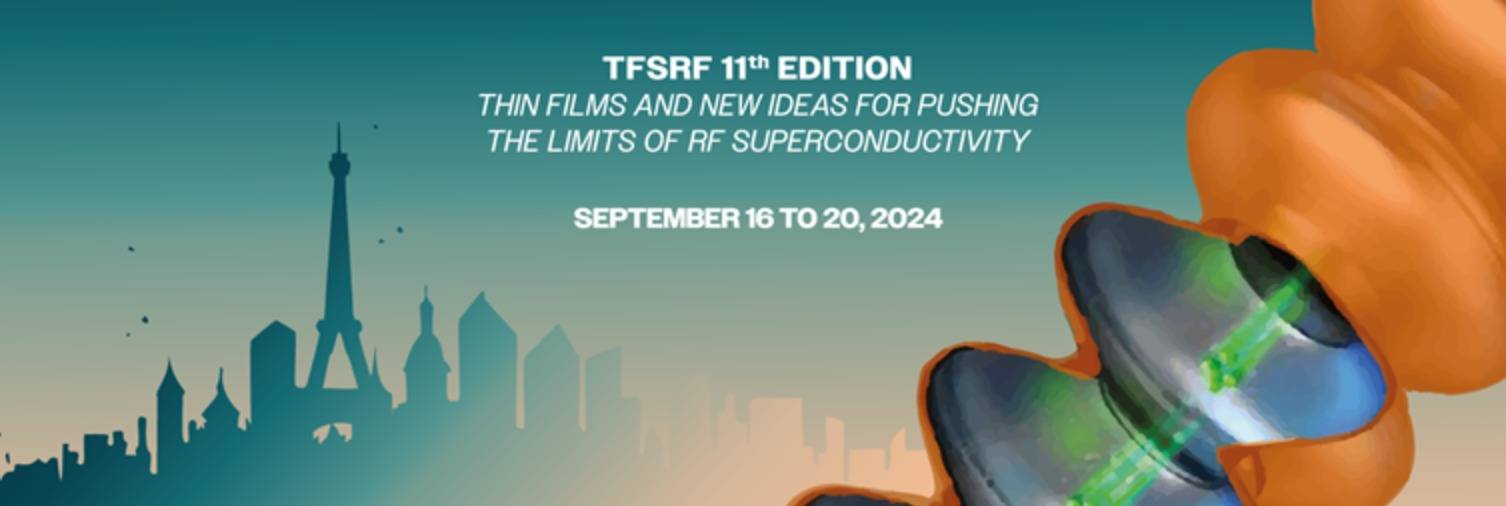 TFSRF 11th EDITION
THIN FILMS AND NEW IDEAS FOR PUSHING
THE LIMITS OF RF SUPERCONDUCTIVITY
SEPTEMBER 16 TO 20, 2024